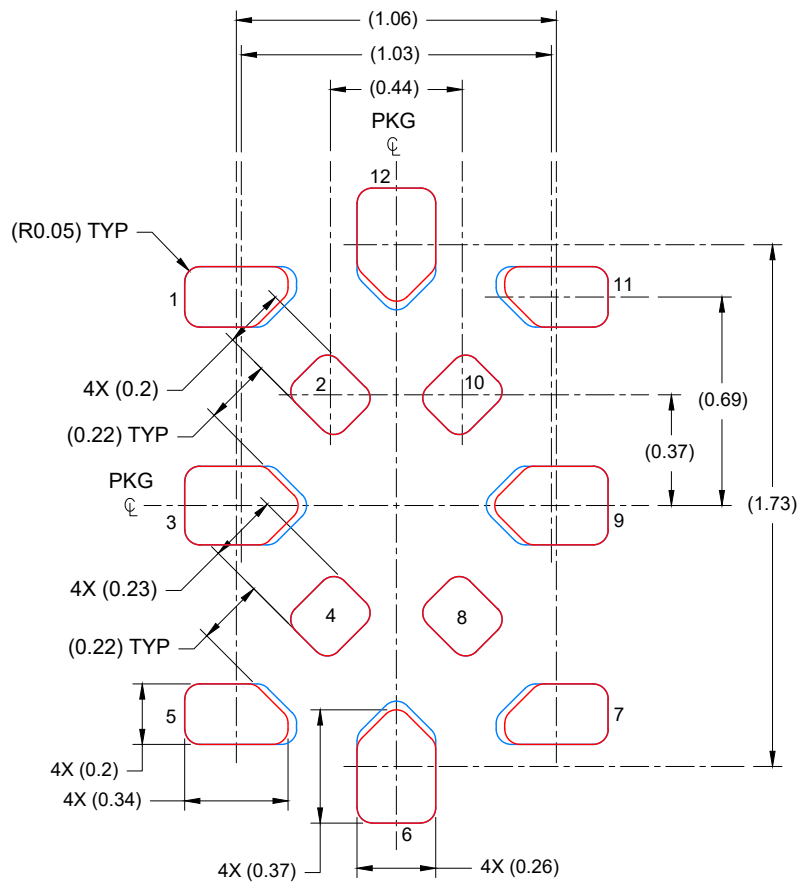 (1.06)
(1.03)
(0.44)
PKG
℄
12
(R0.05) TYP
1
11
4X (0.2)
2
10
(0.69)
(0.22) TYP
(0.37)
PKG
℄
3
9
(1.73)
4X (0.23)
4
8
(0.22) TYP
5
7
4X (0.2)
4X (0.34)
6
4X (0.37)
4X (0.26)